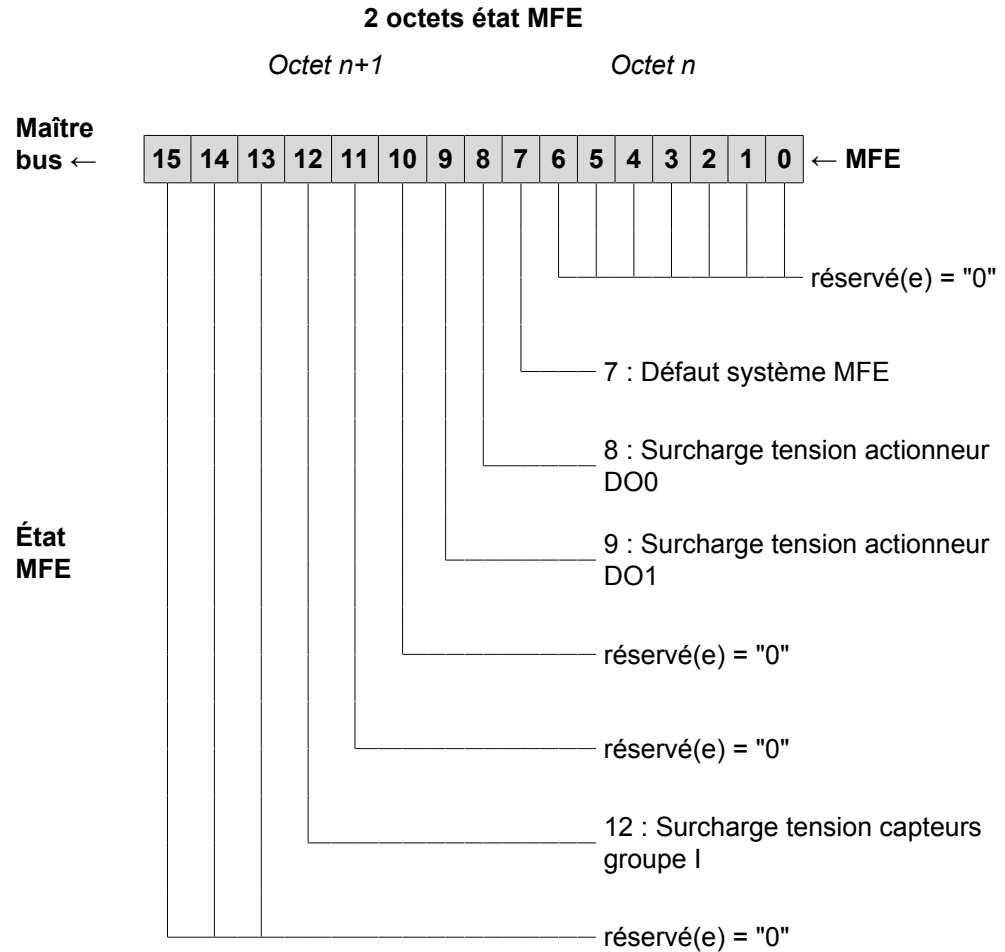 2 octets état MFE
Octet n+1 Octet n
Maître
bus ← 15 14 13 12 11 10 9 8 7 6 5 4 3 2 1 0 ← MFE
réservé(e) = "0"
7 : Défaut système MFE
8 : Surcharge tension actionneur
DO0
État
MFE
9 : Surcharge tension actionneur
DO1
réservé(e) = "0"
réservé(e) = "0"
12 : Surcharge tension capteurs
groupe I
réservé(e) = "0"